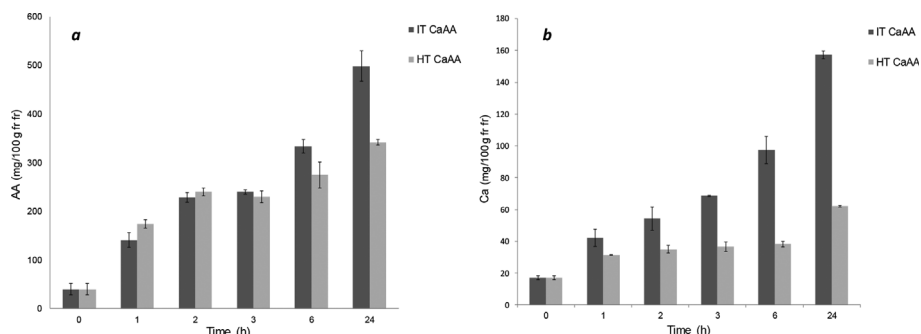 a
IT CaAA
HT CaAA
AA (mg/100 g fr fr)
600
500
400
300
200
100
0
0 1 2 3 6 24
Time (h)
b
IT CaAA
HT CaAA
Ca (mg/100g fr fr)
180
160
140
120
100
80
60
40
20
0
0 1 2 3 6 24
Time (h)